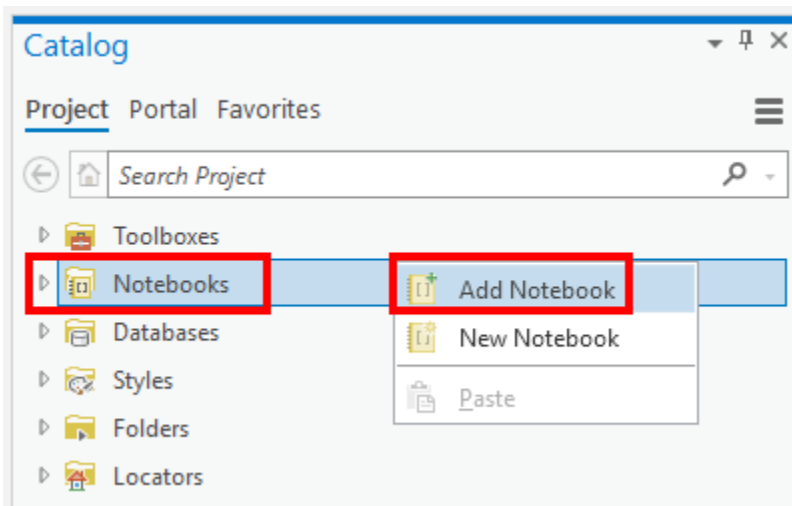 Catalog
Project Portal Favorites
Search Project
Toolboxes
Notebooks
Add Notebook
Databases
New Notebook
Styles
Paste
Folders
Locators